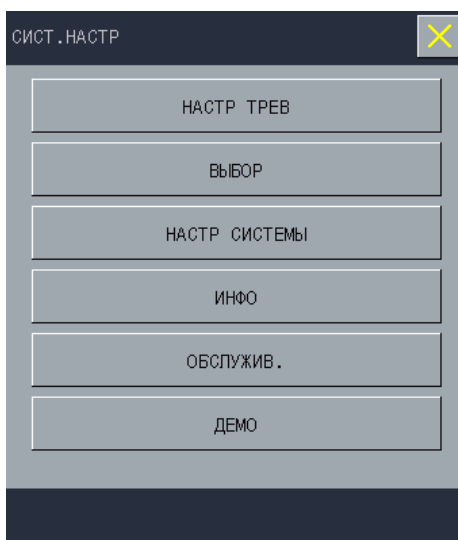 СИСТ.НАСТР
НАСТР ТРЕВ
ВЫБОР
НАСТР СИСТЕМЫ
ИНФО
ОБСЛУЖИВ.
ДЕМО